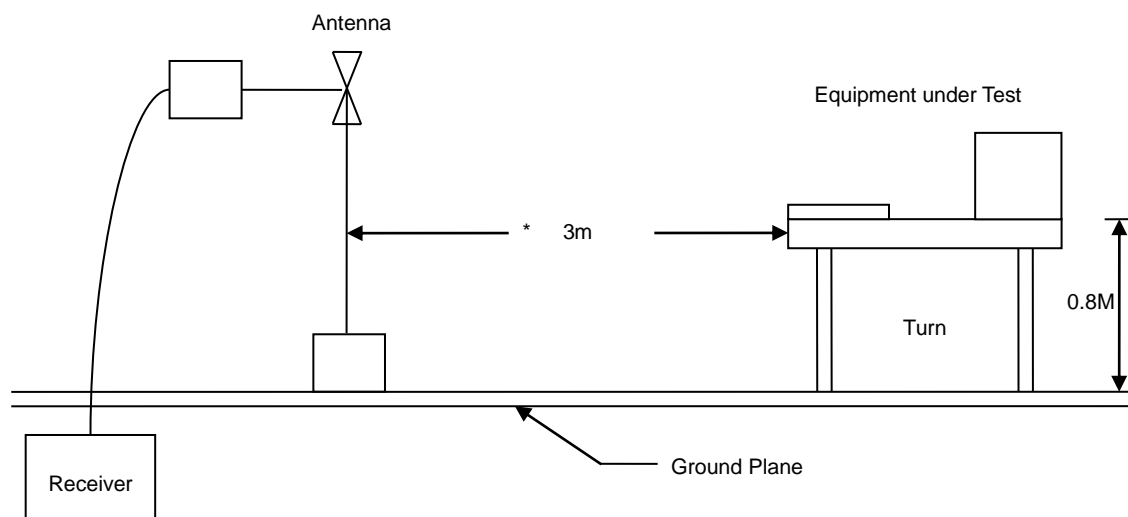 Antenna
Equipment under Test
* 3m
0.8M
Turn
Ground Plane
Receiver